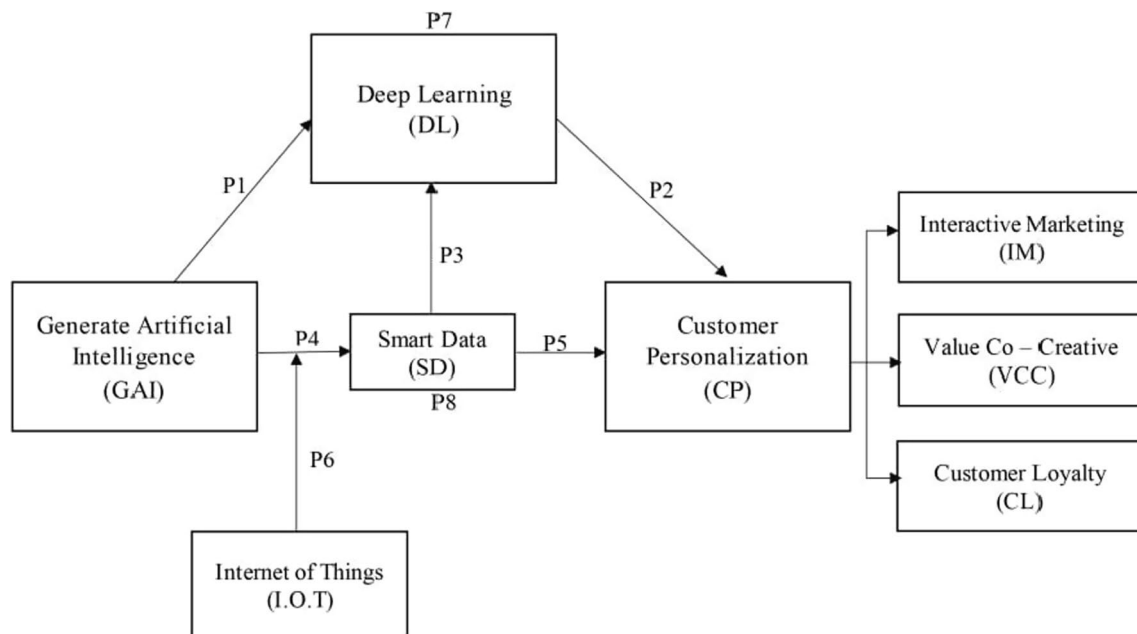 P7
Deep Learning
(DL)
P1
P2
P3
Interactive Marketing
(IM)
Generate Artificial
Intelligence
(GAI)
P4
Smart Data
(SD)
P8
P5
Customer
Personalization
(CP)
Value Co – Creative
(VCC)
P6
Customer Loyalty
(CL)
Internet of Things
(I.O.T)